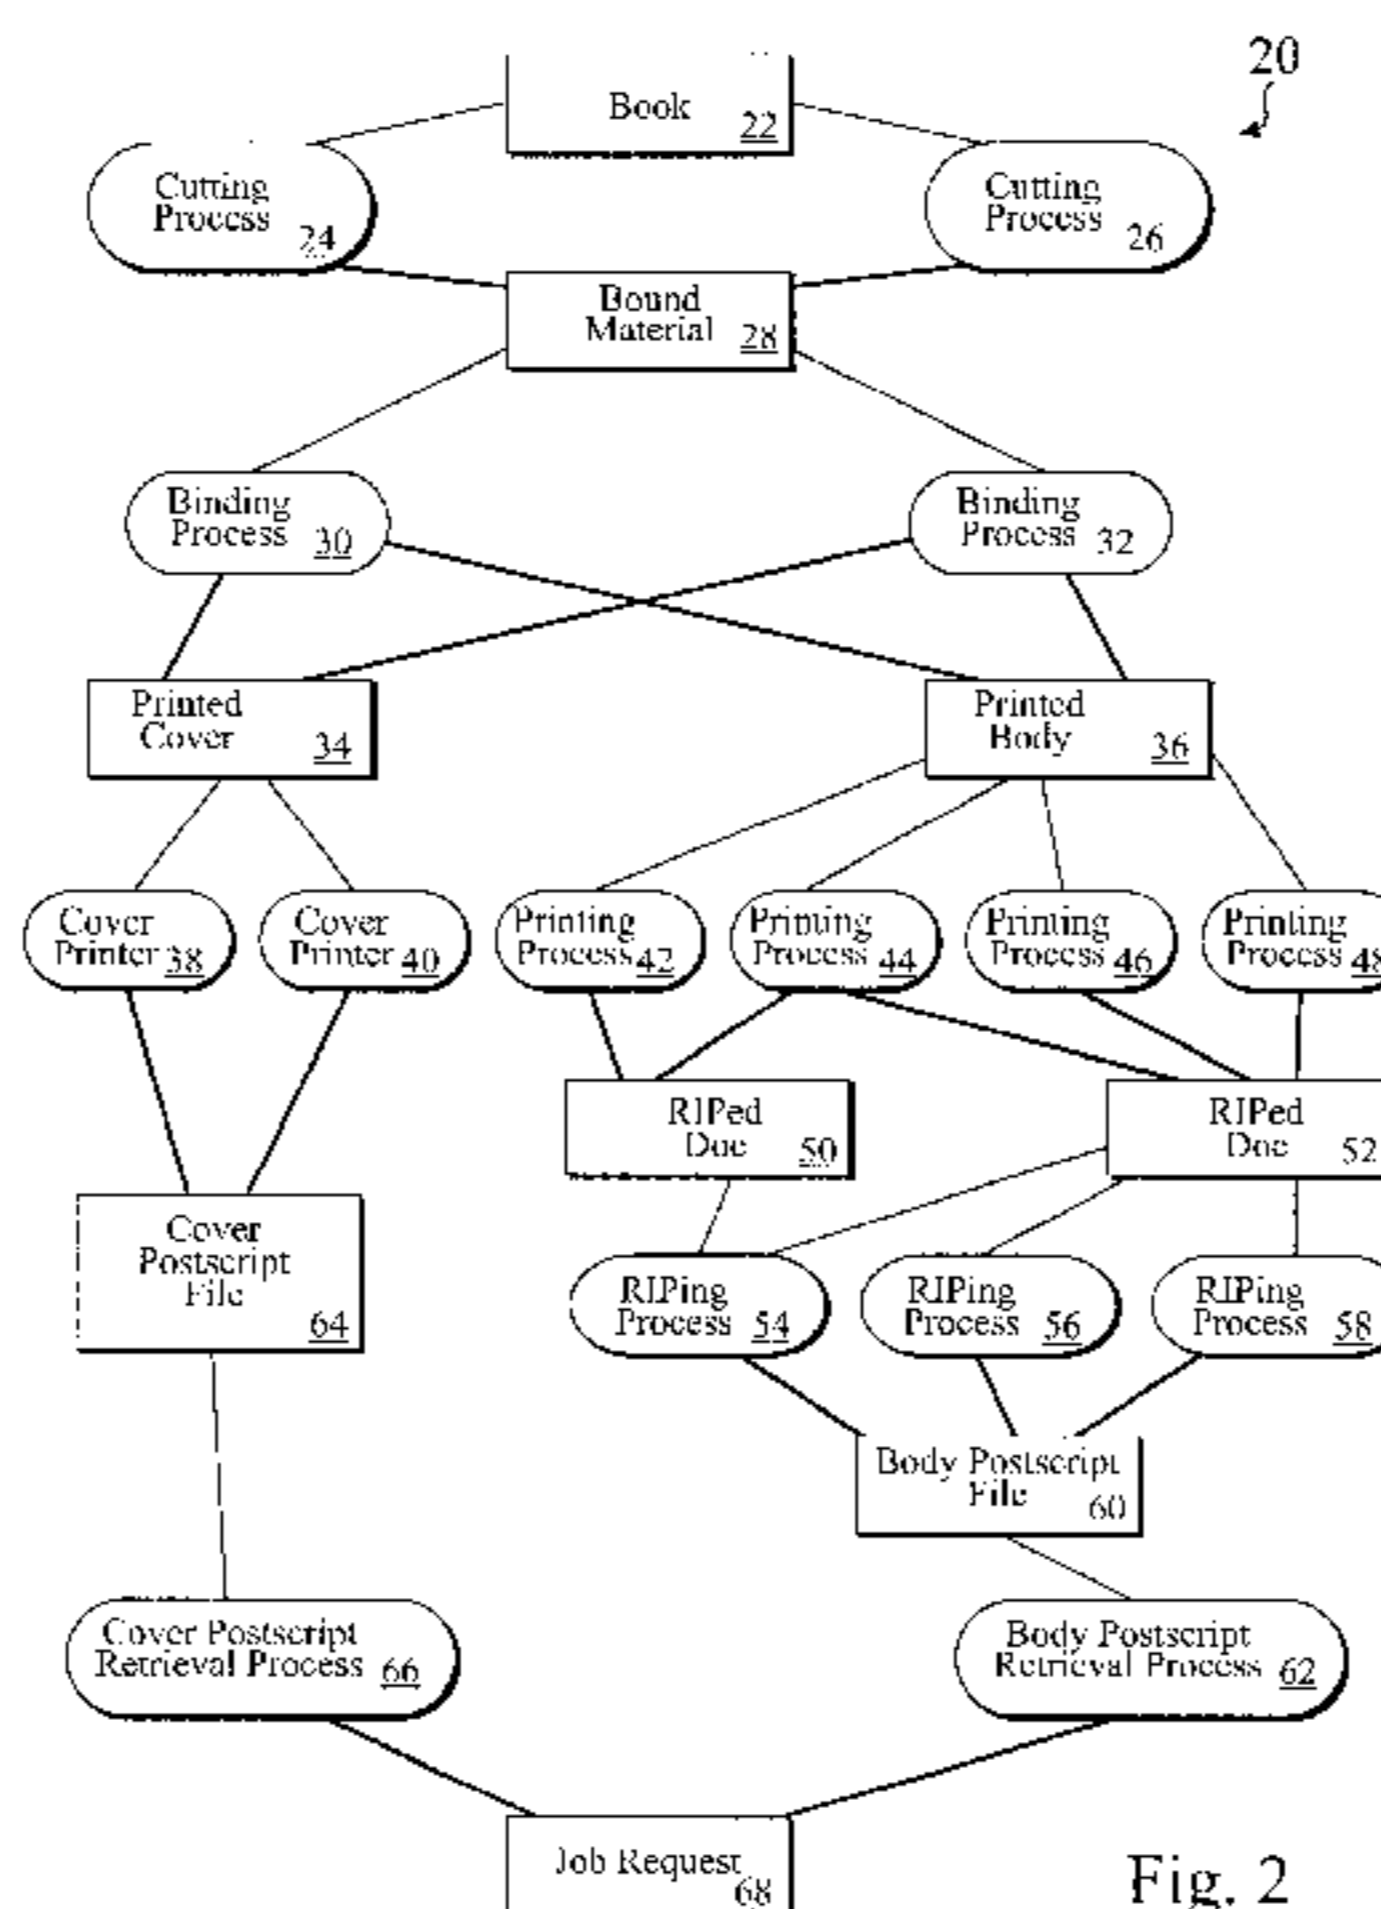 20
Book
22
Cutting
Process
24
Cutting
Process
26
Bound
Material 28
Binding
Process 30
Binding
Process 32
Printed
Cover
34
Printed
Body
36
Cover
Printer 38
Cover
Printer 40
Printing
Process 42
Printing
Process 44
Printing
Process 46
Printing
Process 48
RIPed
Doc
50
RIPed
Doc
52
Cover
Postscript
File
64
RIPing
Process 54
RIPing
Process 56
RIPing
Process 58
Body Postscript
File
60
Cover Postscript
Retrieval Process 66
Body Postscript
Retrieval Process 62
Job Request
68
Fig. 2